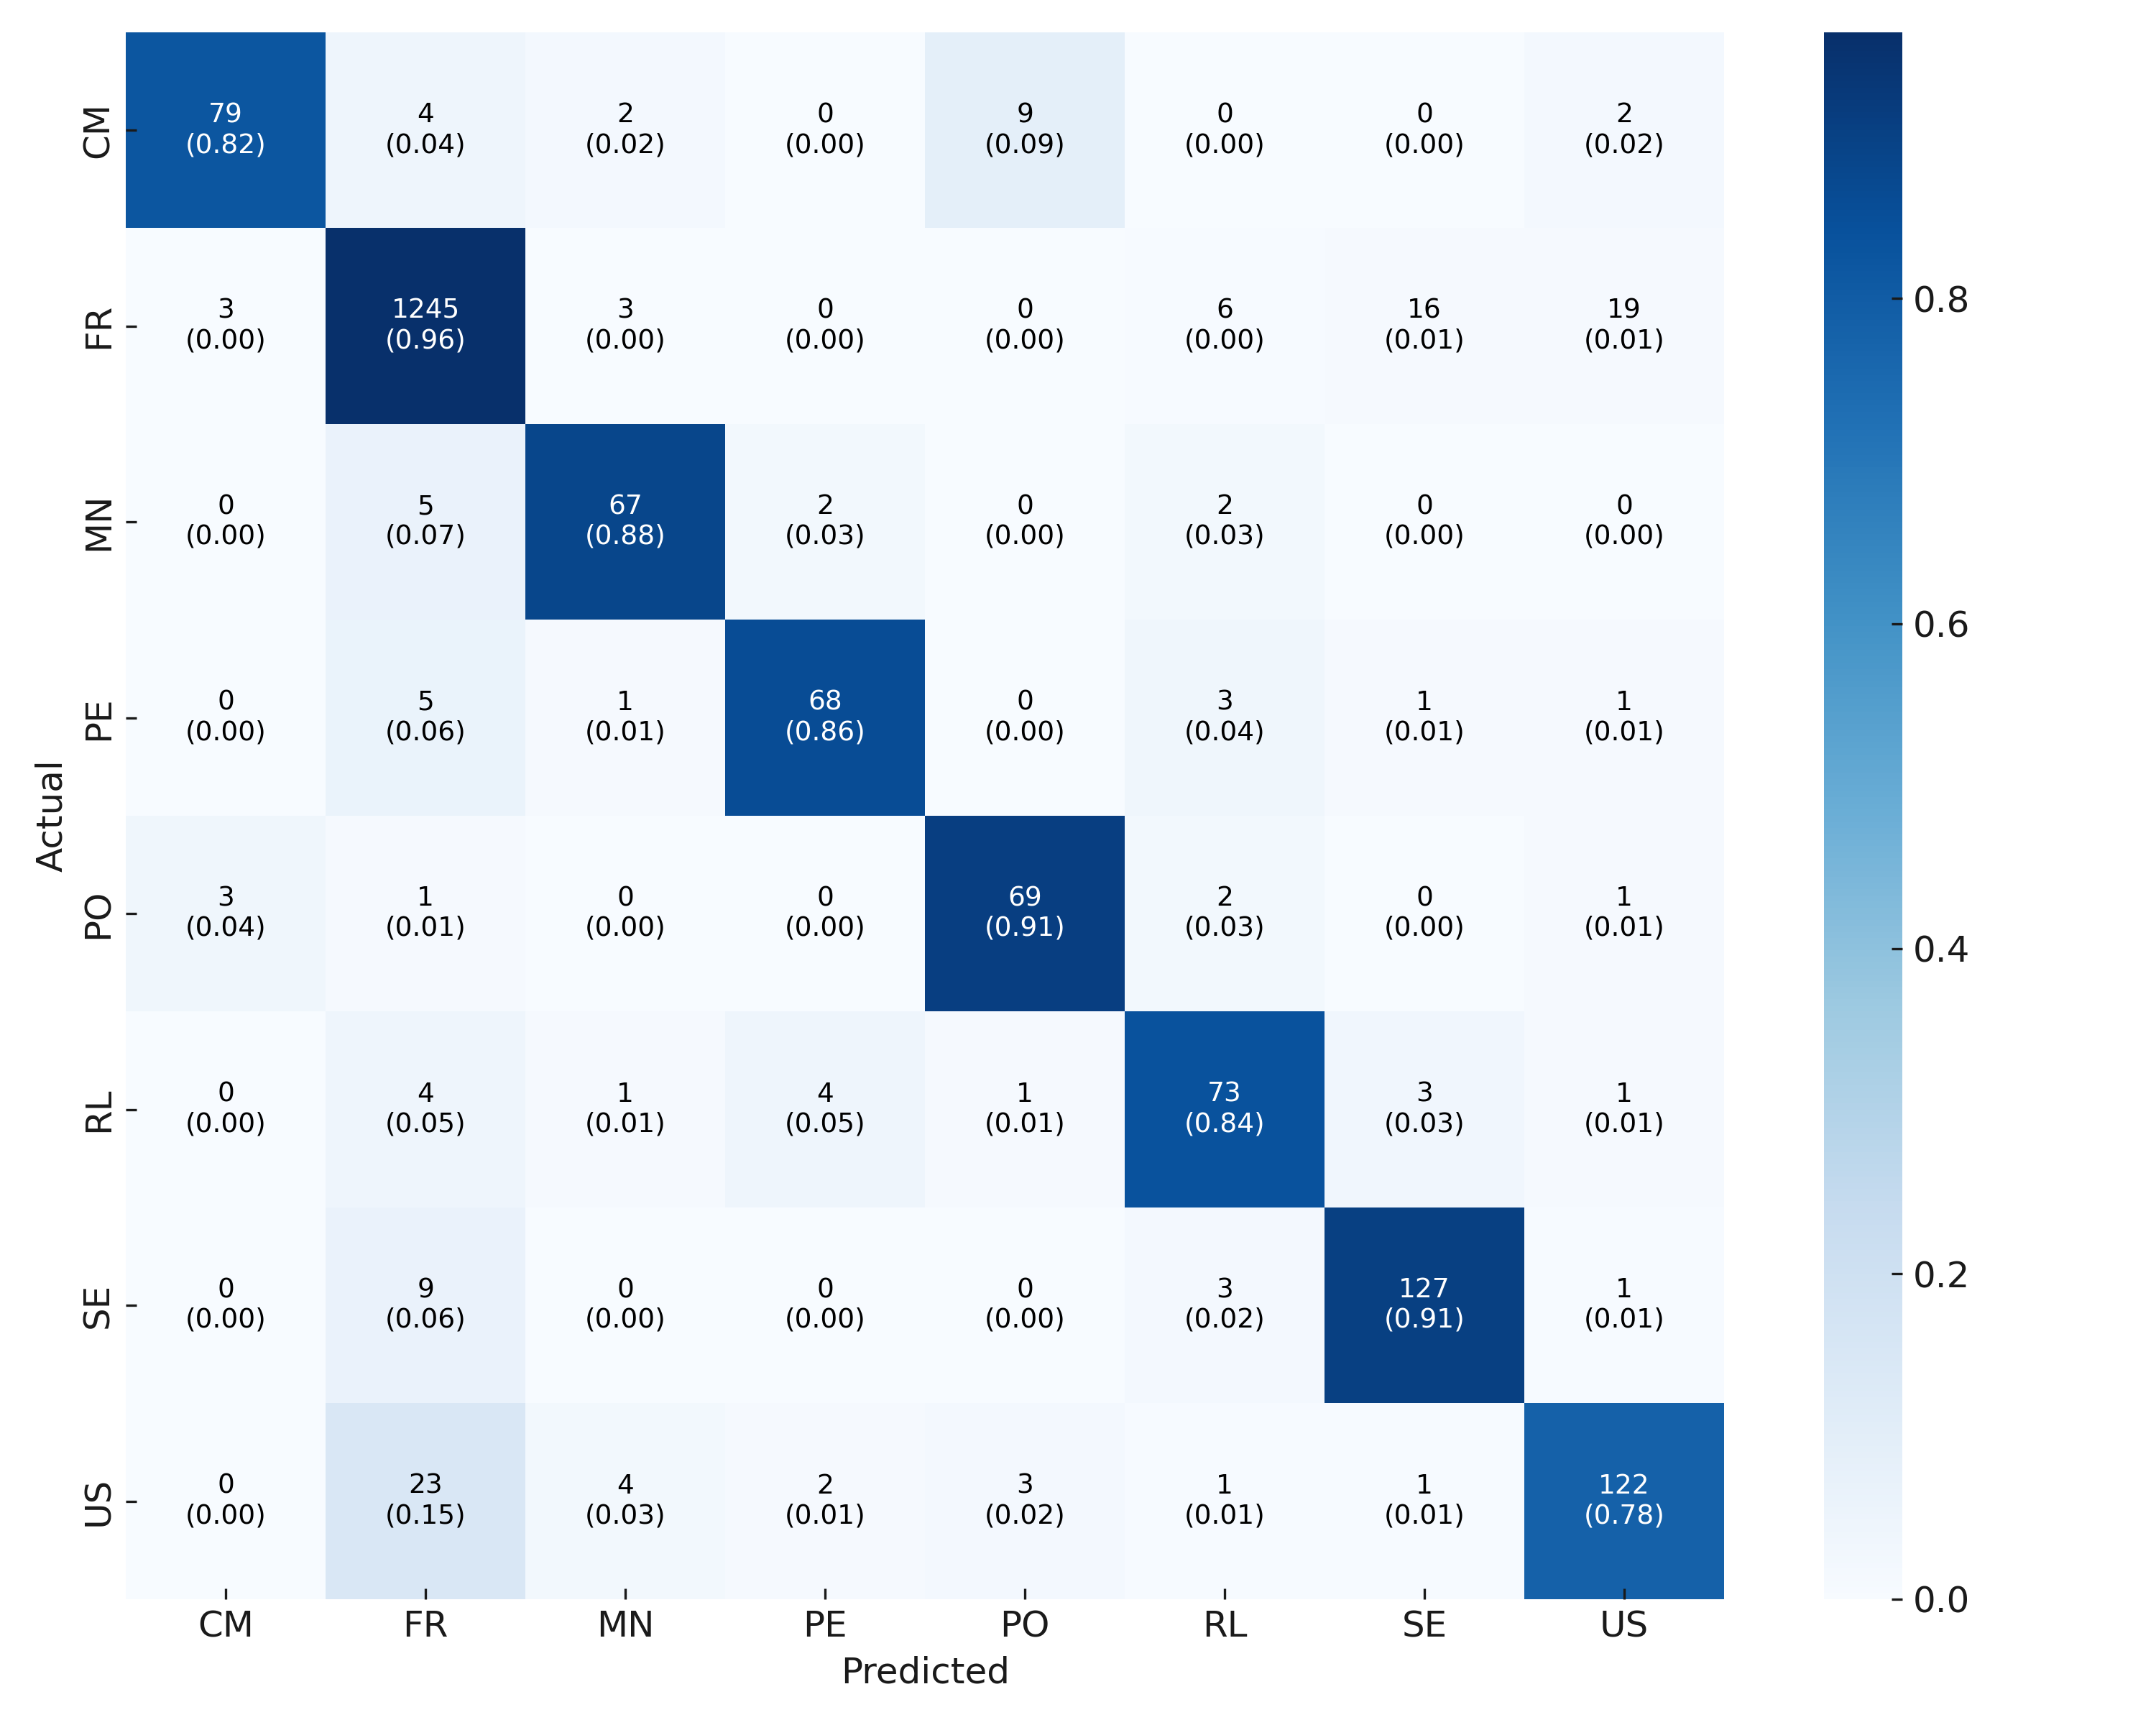 CM 79 4 2 0 9 0 0 2
(0.82) (0.04) (0.02) (0.00) (0.09) (0.00) (0.00) (0.02)
FR 3 1245 3 0 0 6 16 19
(0.00) (0.96) (0.00) (0.00) (0.00) (0.00) (0.01) (0.01)
MN 0 5 67 2 0 2 0 0
(0.00) (0.07) (0.88) (0.03) (0.00) (0.03) (0.00) (0.00)
PE 0 5 1 68 0 3 1 1
(0.00) (0.06) (0.01) (0.86) (0.00) (0.04) (0.01) (0.01)
PO 3 1 0 0 69 2 0 1
(0.04) (0.01) (0.00) (0.00) (0.91) (0.03) (0.00) (0.01)
RL 0 4 1 4 1 73 3 1
(0.00) (0.05) (0.01) (0.05) (0.01) (0.84) (0.03) (0.01)
SE 0 9 0 0 0 3 127 1
(0.00) (0.06) (0.00) (0.00) (0.00) (0.02) (0.91) (0.01)
US 0 23 4 2 3 1 1 122
(0.00) (0.15) (0.03) (0.01) (0.02) (0.01) (0.01) (0.78)
CM FR MN PE PO RL SE US
Predicted
Actual
0.8
0.6
0.4
0.2
0.0